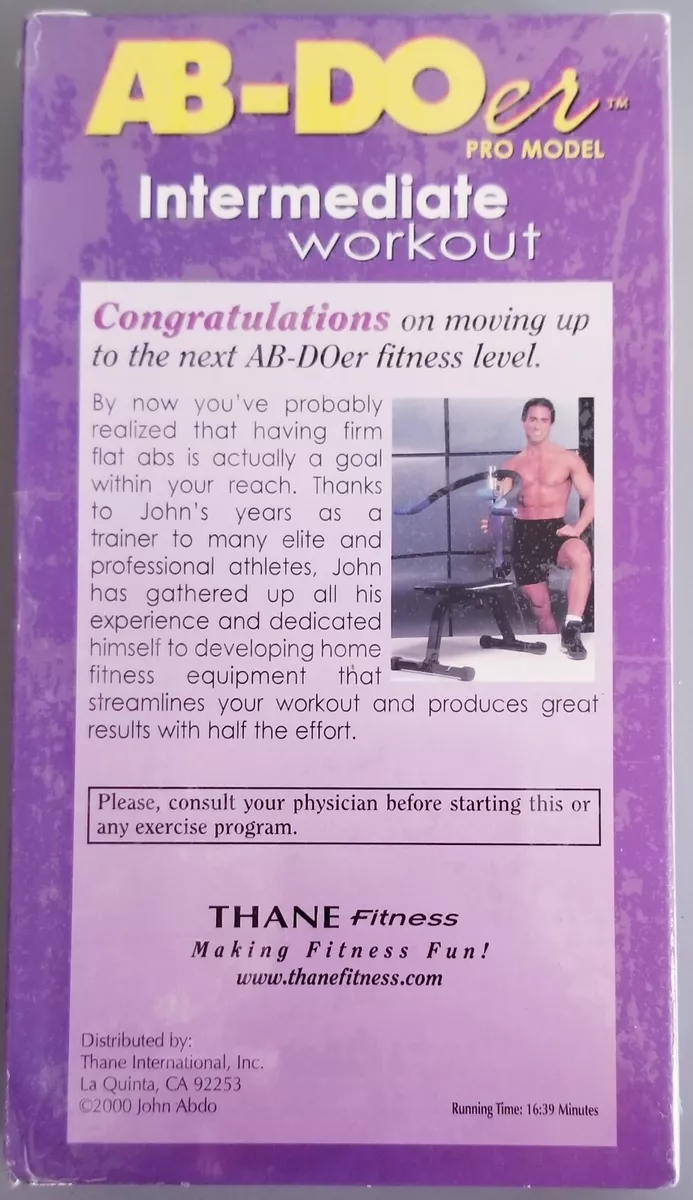 AB-DOer™
PRO MODEL
Intermediate
workout
Congratulations on moving up
to the next AB-DOer fitness level.
By now you've probably
realized that having firm
flat abs is actually a goal
within your reach. Thanks
to John's years as a
trainer to many elite and
professional athletes, John
has gathered up all his
experience and dedicated
himself to developing home
fitness equipment that
streamlines your workout and produces great
results with half the effort.
Please, consult your physician before starting this or
any exercise program.
THANE Fitness
Making Fitness Fun!
www.thanefitness.com
Distributed by:
Thane International, Inc.
La Quinta, CA 92253
©2000 John Abdo
Running Time: 16:39 Minutes